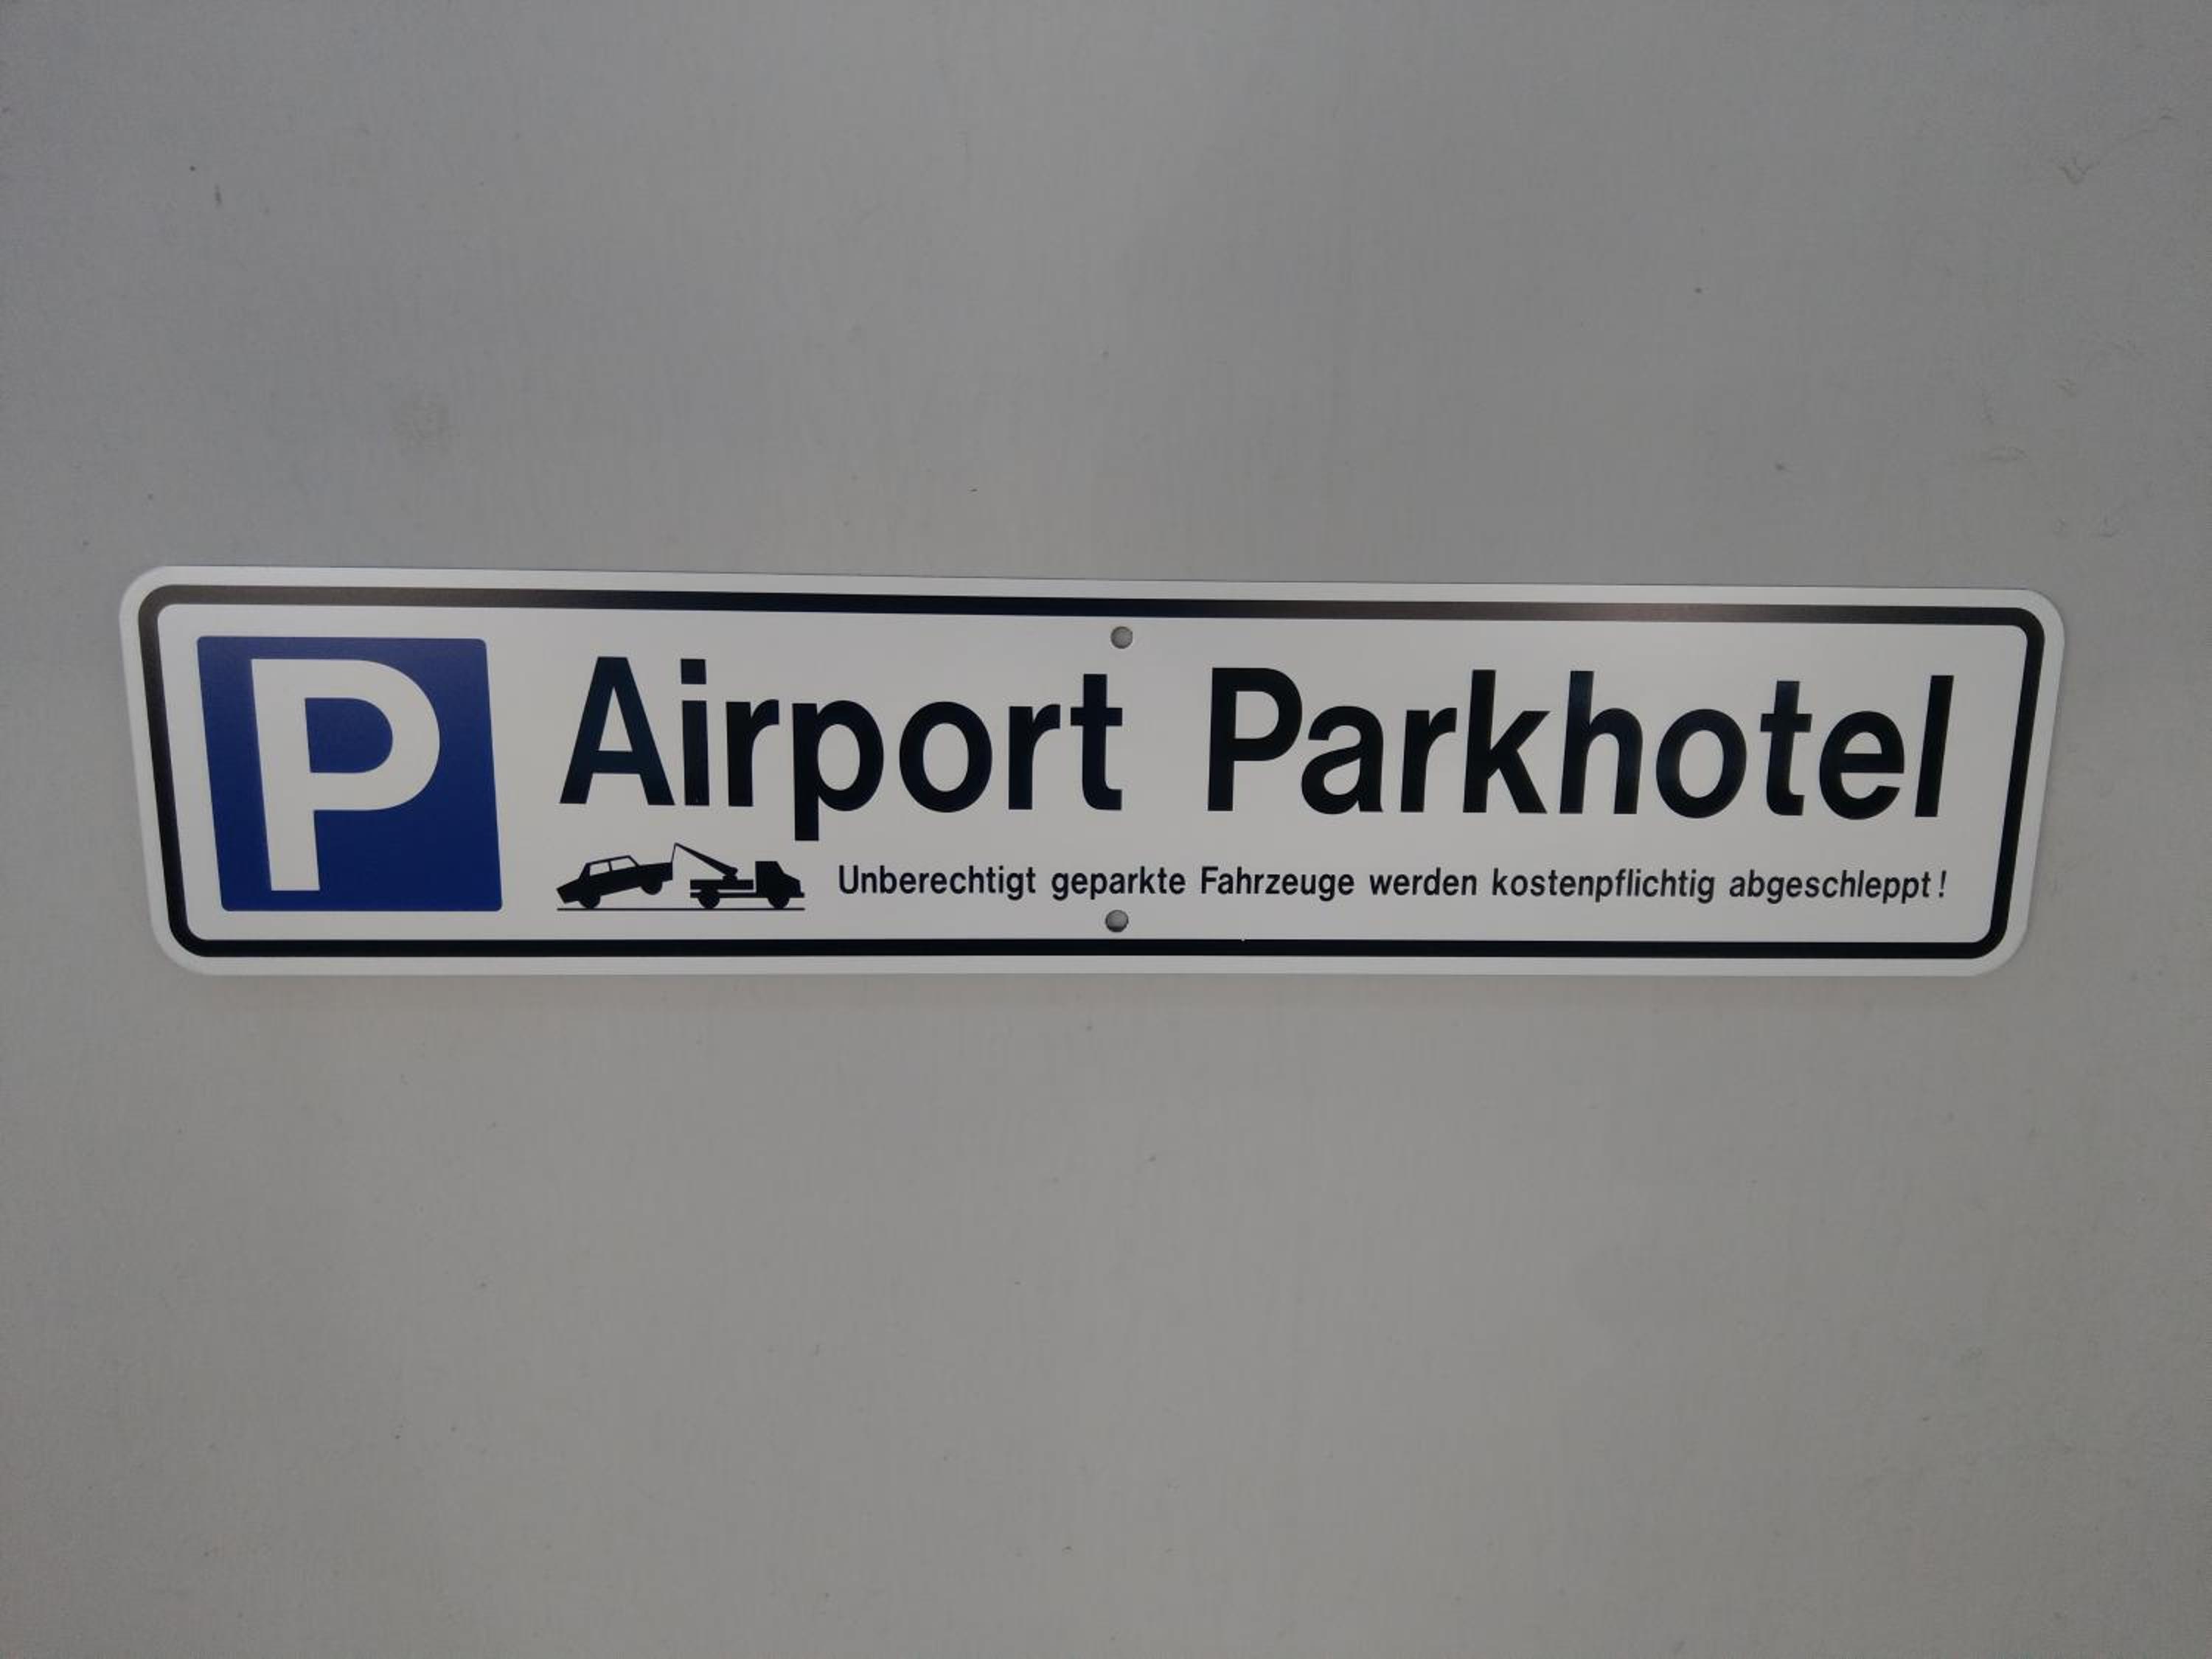 P
Airport Parkhotel
Unberechtigt geparkte Fahrzeuge werden kostenpflichtig abgeschleppt!